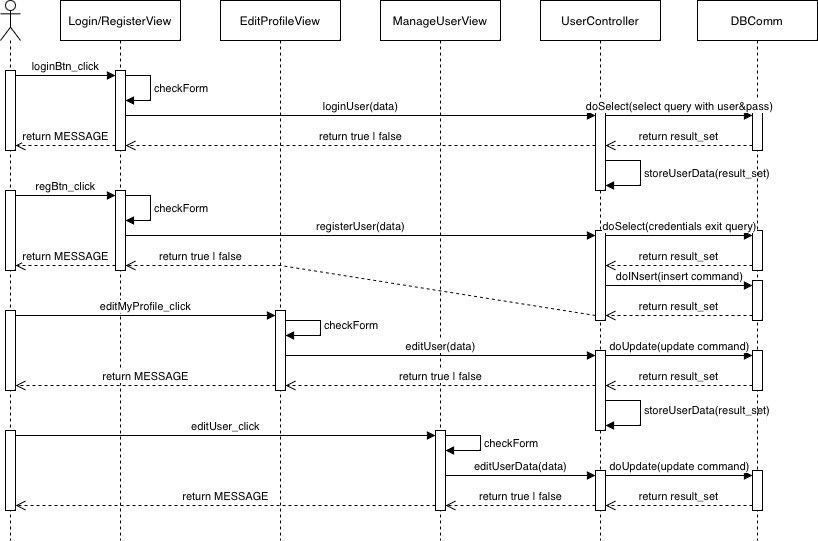 Login/RegisterView
EditProfileView
ManageUserView
UserController
DBComm
loginBtn_click
checkForm
loginUser(data)
doSelect(select query with user&pass)
return MESSAGE
return true | false
return result_set
storeUserData(result_set)
regBtn_click
checkForm
registerUser(data)
doSelect(credentials exit query)
return MESSAGE
return true | false
return result_set
doINsert(insert command)
return result_set
editMyProfile_click
checkForm
editUser(data)
doUpdate(update command)
return MESSAGE
return true | false
return result_set
storeUserData(result_set)
editUser_click
checkForm
editUserData(data)
doUpdate(update command)
return MESSAGE
return true | false
return result_set